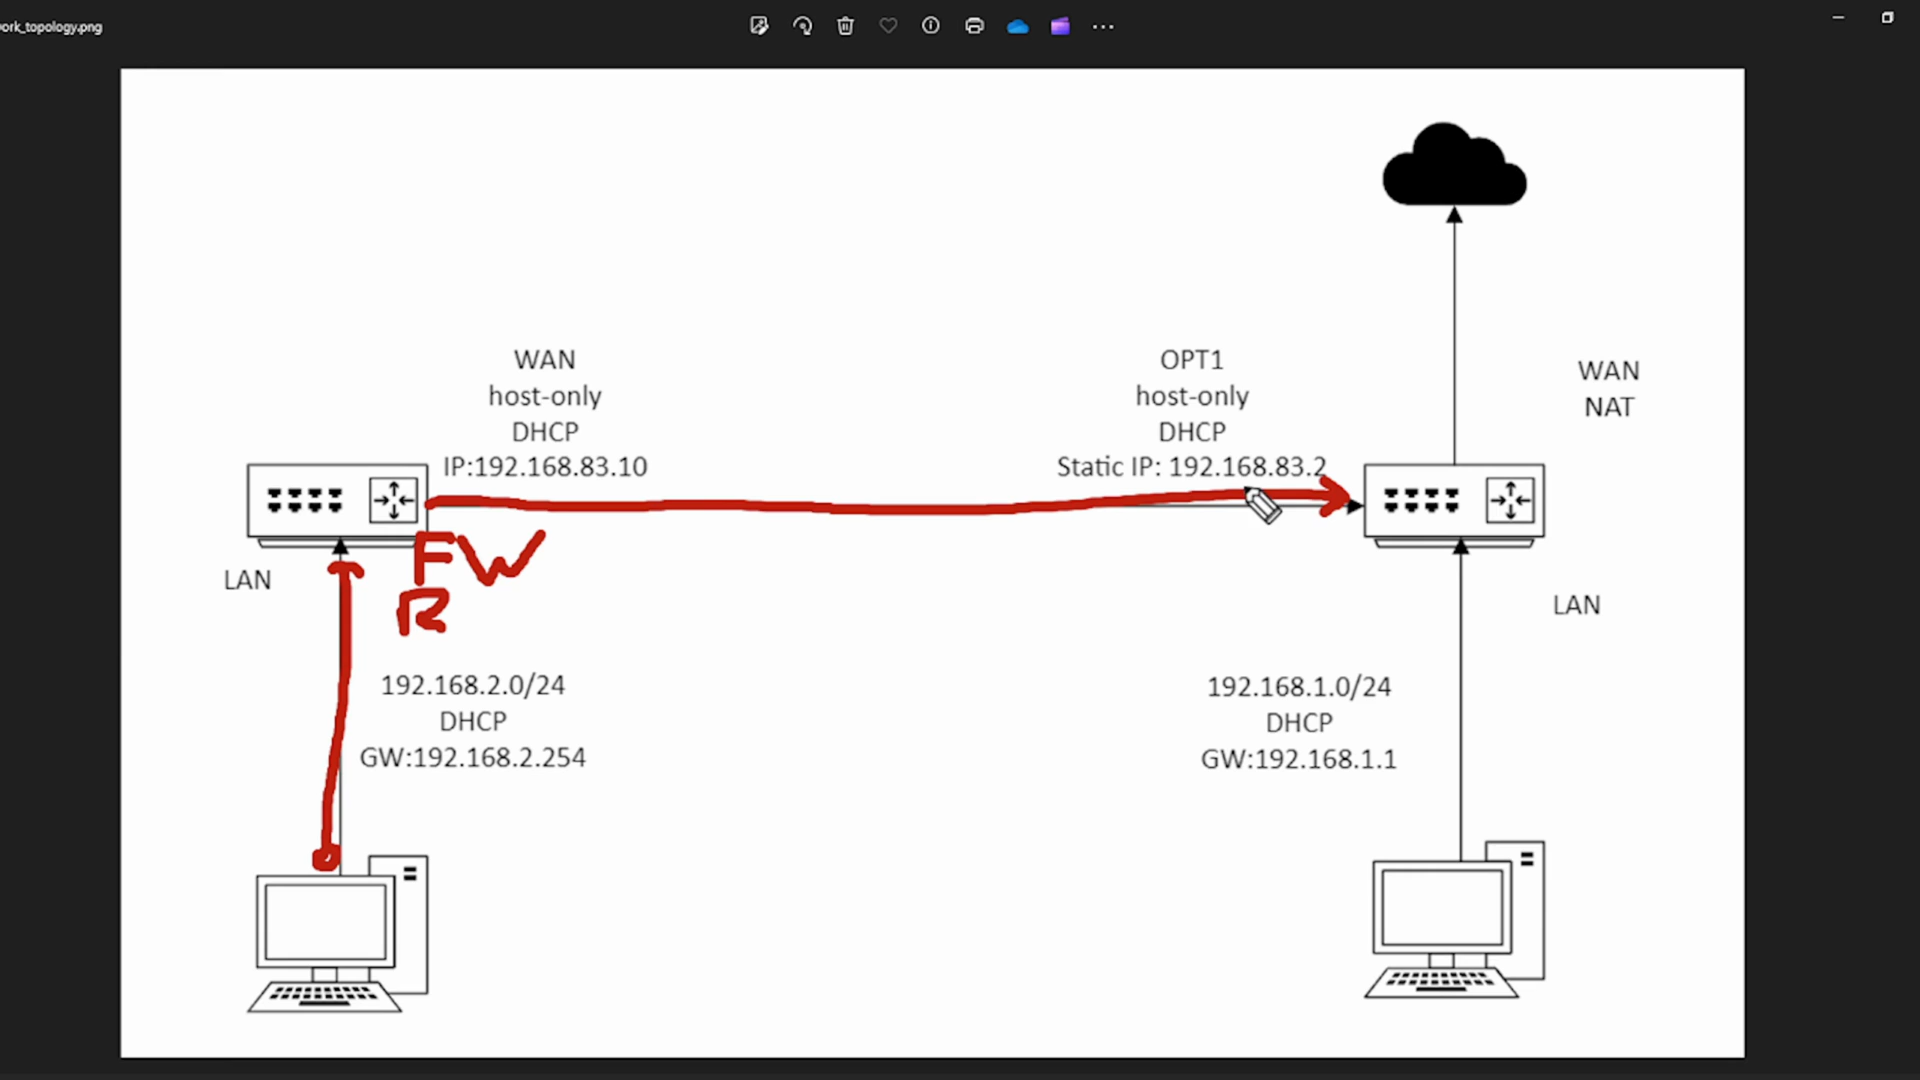 ork_topology.png
WAN
host-only
DHCP
IP:192.168.83.10
OPT1
host-only
DHCP
Static IP: 192.168.83.2
WAN
NAT
FW
R
LAN
LAN
192.168.2.0/24
DHCP
GW:192.168.2.254
192.168.1.0/24
DHCP
GW:192.168.1.1